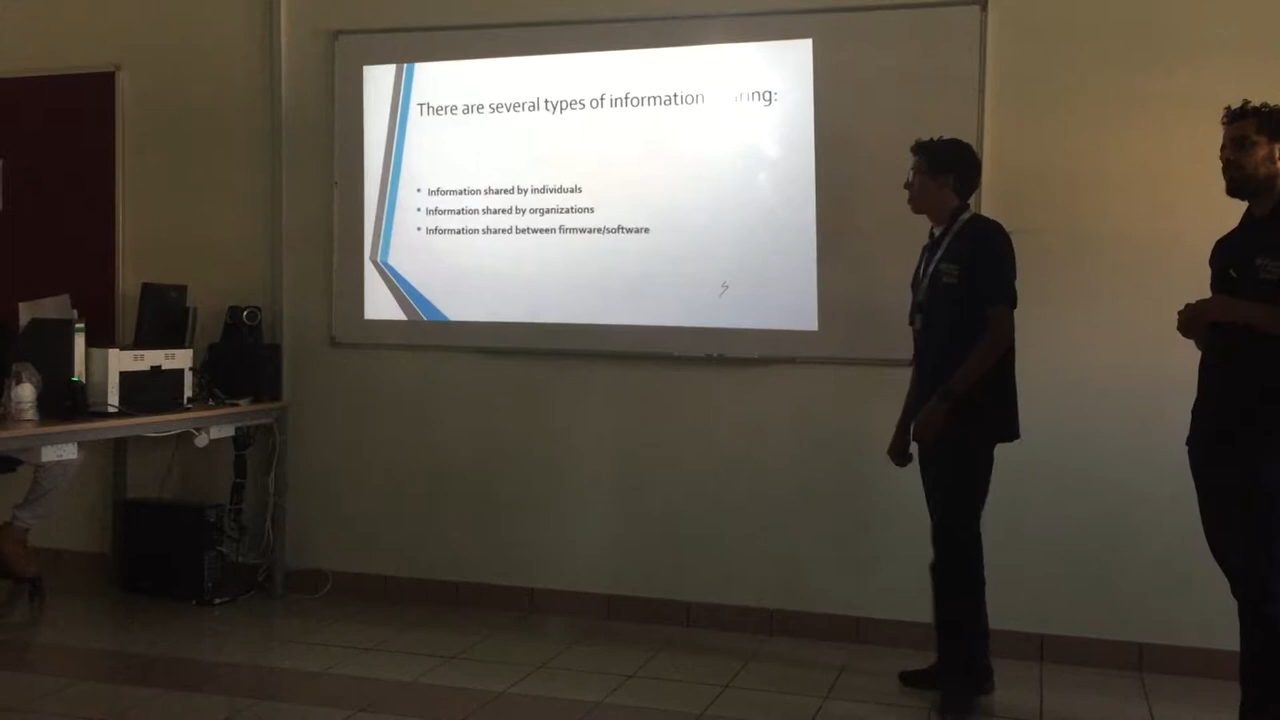 There are several types of information
Information shared by individuals
Information shared by organizations
Information shared between firmware/software